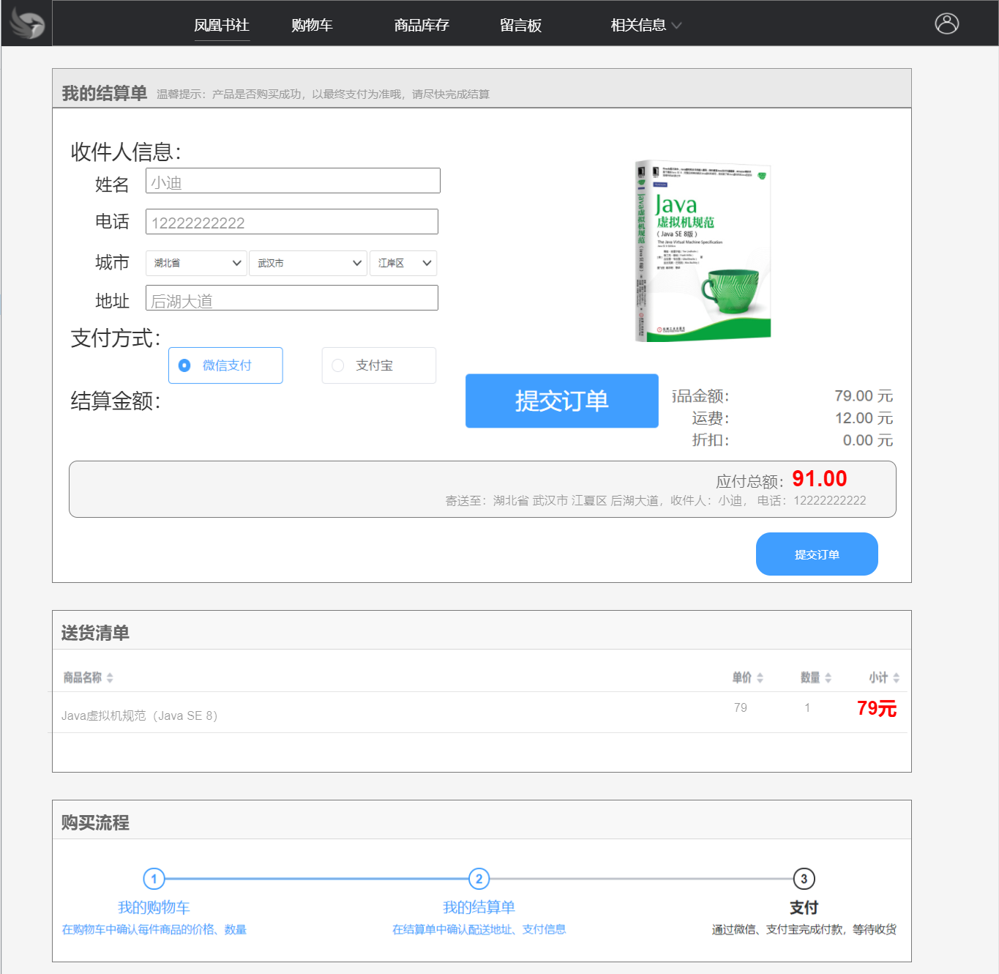 凤凰书社 购物车 商品库存 留言板 相关信息
我的结算单 温馨提示：产品是否购买成功，以最终支付为准哦，请尽快完成结算
收件人信息：
姓名 小迪
电话 12222222222
城市 湖北省 武汉市 江岸区
地址 后湖大道
支付方式：
微信支付 支付宝
Java
虚拟机规范
（Java SE 8版）
The Java Virtual Machine Specification
结算金额：
提交订单
品金额： 79.00 元
运费： 12.00 元
折扣： 0.00 元
应付总额：91.00
寄送至：湖北省 武汉市 江夏区 后湖大道，收件人：小迪， 电话：12222222222
提交订单
送货清单
商品名称 单价 数量 小计
Java虚拟机规范（Java SE 8） 79 1 79元
购买流程
1 2 3
我的购物车 我的结算单 支付
在购物车中确认每件商品的价格、数量 在结算单中确认配送地址、支付信息 通过微信、支付宝完成付款，等待收货